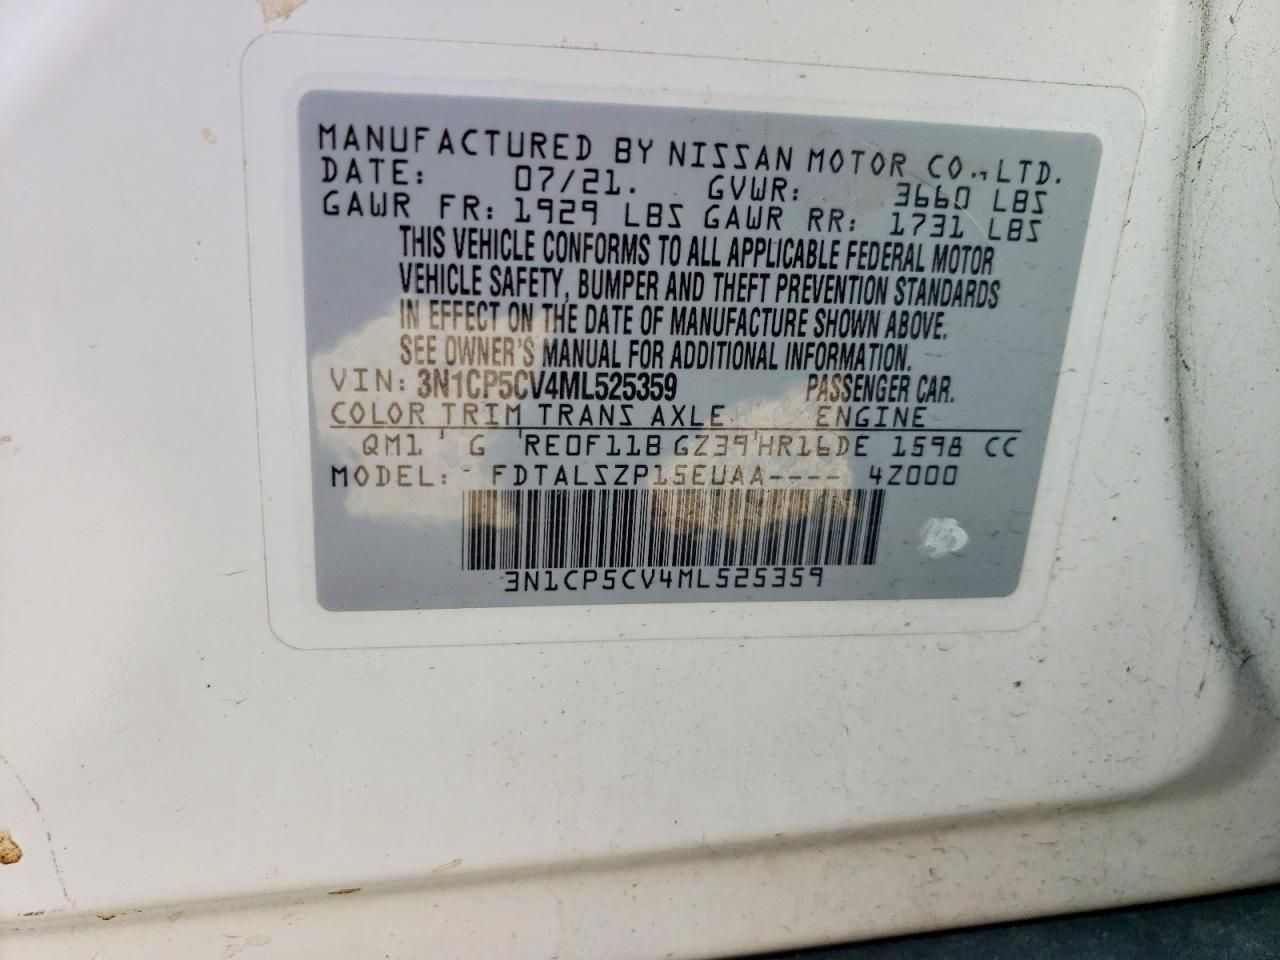 MANUFACTURED BY NISSAN MOTOR CO.,LTD.
DATE: 07/21. GVWR: 3660 LBS
GAWR FR: 1929 LBS GAWR RR: 1731 LBS
THIS VEHICLE CONFORMS TO ALL APPLICABLE FEDERAL MOTOR
VEHICLE SAFETY, BUMPER AND THEFT PREVENTION STANDARDS
IN EFFECT ON THE DATE OF MANUFACTURE SHOWN ABOVE.
SEE OWNER'S MANUAL FOR ADDITIONAL INFORMATION.
VIN: 3N1CP5CV4ML525359 PASSENGER CAR.
COLOR TRIM TRANS AXLE ENGINE
QM1 ' G 'RE0F11B GZ39'HR16DE 1598 CC
MODEL: FDTALSZP15EUAA---- 4Z000
3N1CP5CV4ML525359